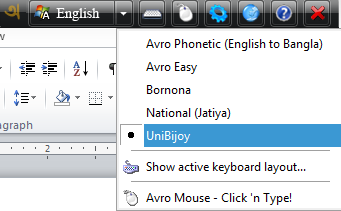 অ English
w
Avro Phonetic (English to Bangla)
Avro Easy
Bornona
National (Jatiya)
UniBijoy
Show active keyboard layout...
Avro Mouse - Click 'n Type!
A Z
ragraph
2